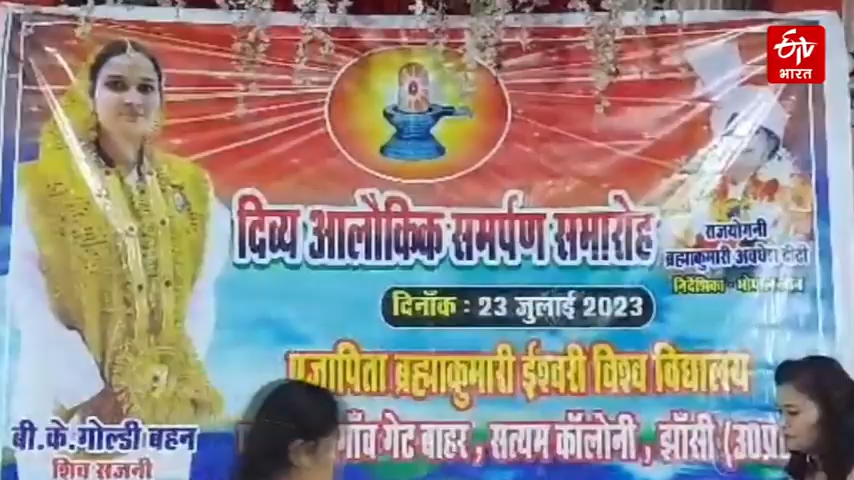 भारत
राजयोगिनी
ब्रह्माकुमारी अवधेश दीदी
निदेशिका - भोपाल जोन
दिव्य आलौकिक समर्पण समारोह
दिनाँक : 23 जुलाई 2023
प्रजापिता ब्रह्माकुमारी ईश्वरी विश्व विद्यालय
गाँव गेट बाहर , सत्यम कॉलोनी , झाँसी
बी.के.गोल्डी बहन
शिव सजनी